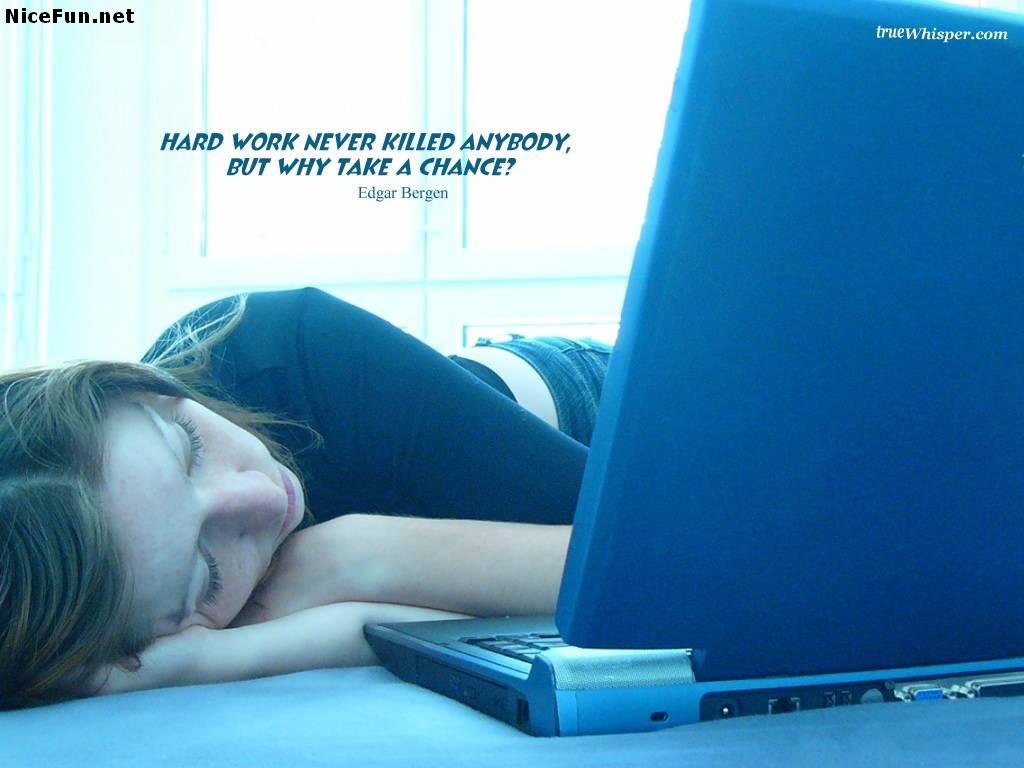 NiceFun.net
trueWhisper.com
HARD WORK NEVER KILLED ANYBODY,
BUT WHY TAKE A CHANCE?
Edgar Bergen